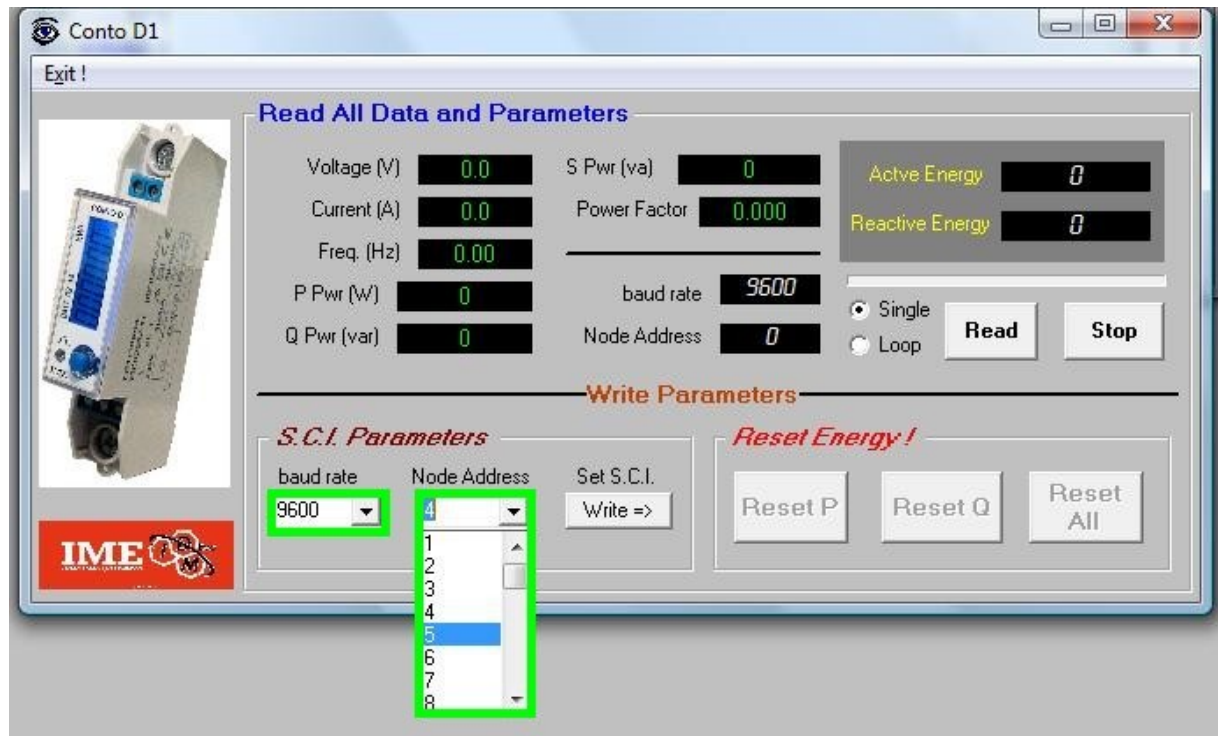 Conto D1
Exit !
Read All Data and Parameters
Voltage (V) 0.0 S Pwr (va) 0 Actve Energy 0
Current (A) 0.0 Power Factor 0.000 Reactive Energy 0
Freq. (Hz) 0.00
P Pwr (W) 0 baud rate 9600 Single
Q Pwr (var) 0 Node Address 0 Loop Read Stop
Write Parameters
S.C.I. Parameters Reset Energy !
baud rate Node Address Set S.C.I.
9600 4 Write => Reset P Reset Q Reset All
1
2
3
4
5
6
7
8
IME